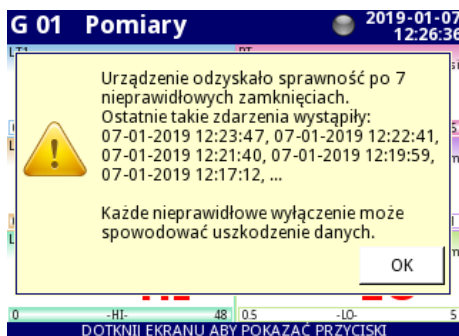 G 01 Pomiary
2019-01-07
12:26:36
Urządzenie odzyskało sprawność po 7
nieprawidłowych zamknięciach.
Ostatnie takie zdarzenia wystąpiły:
07-01-2019 12:23:47, 07-01-2019 12:22:41,
07-01-2019 12:21:40, 07-01-2019 12:19:59,
07-01-2019 12:17:12, ...
Każde nieprawidłowe wyłączenie może
spowodować uszkodzenie danych.
OK
0 -HI- 48 0.5 -LO- 5
DOTKNIJ EKRANU ABY POKAZAĆ PRZYCISKI